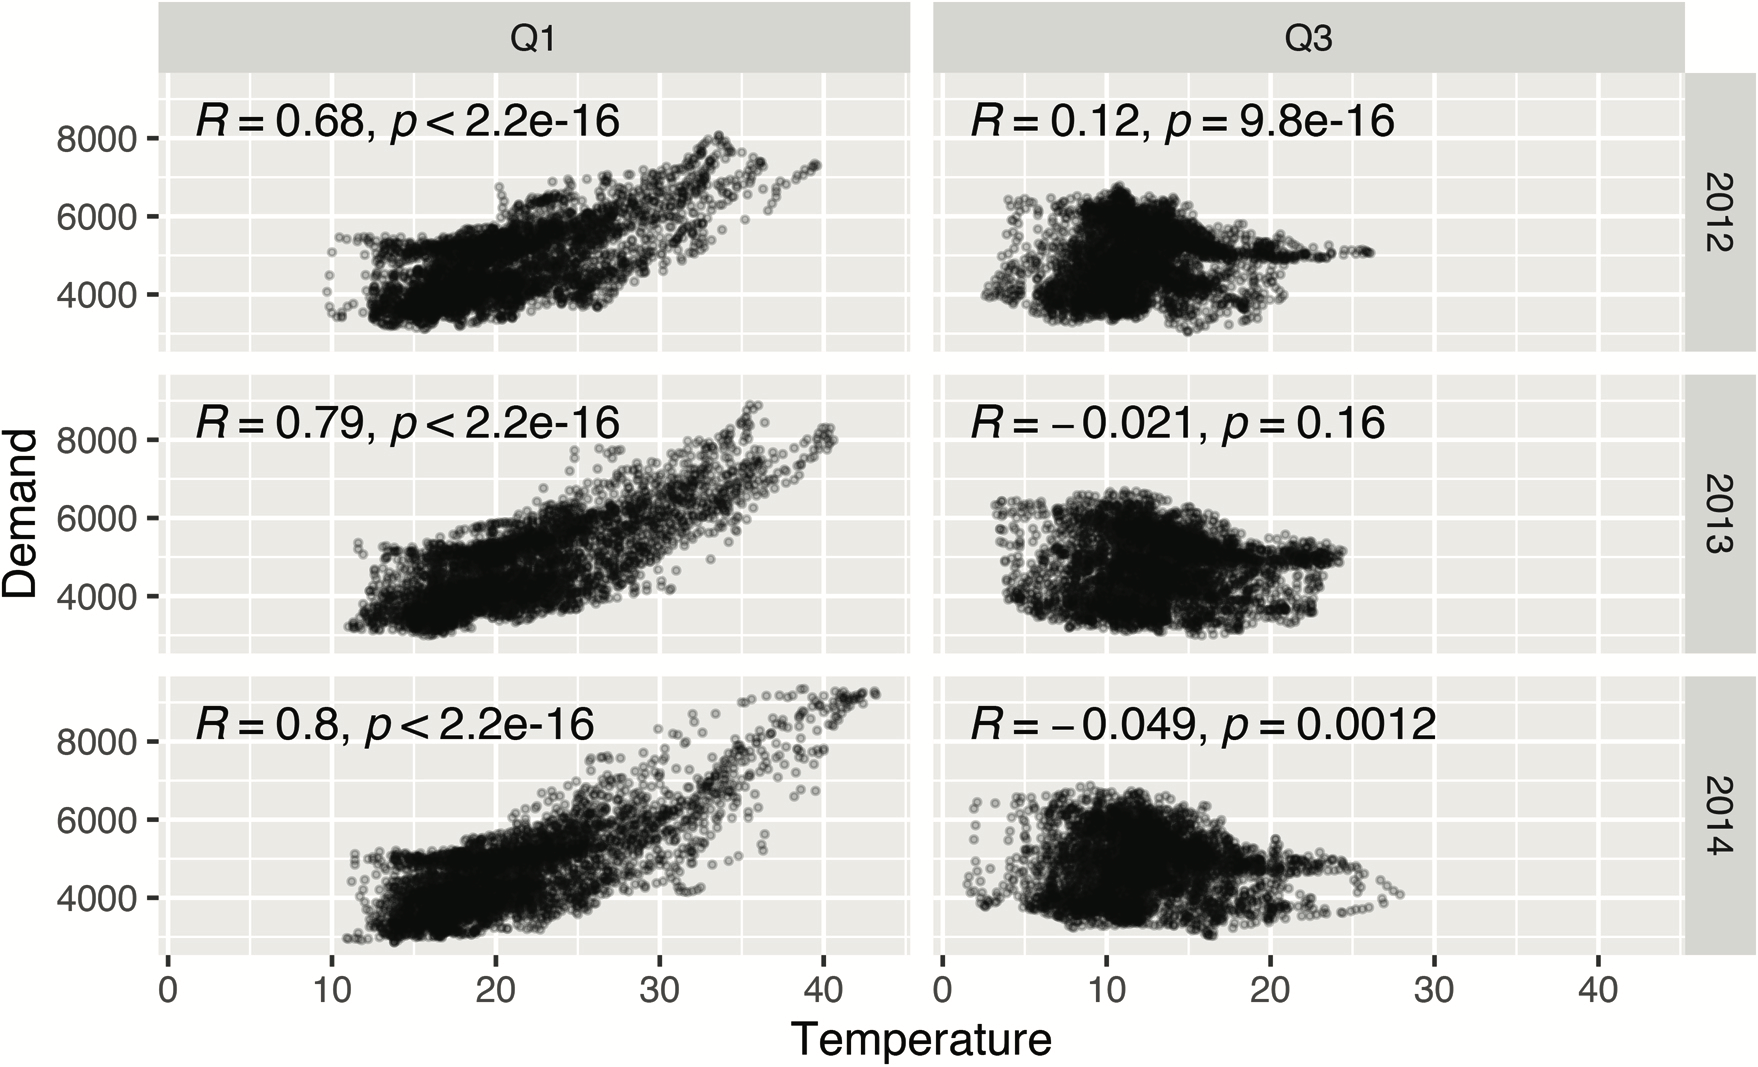 Q1 Q3
R = 0.68, p < 2.2e-16 R = 0.12, p = 9.8e-16
8000
6000
4000
2012
R = 0.79, p < 2.2e-16 R = −0.021, p = 0.16
8000
6000
4000
2013
R = 0.8, p < 2.2e-16 R = −0.049, p = 0.0012
8000
6000
4000
2014
Demand
0 10 20 30 40 0 10 20 30 40
Temperature